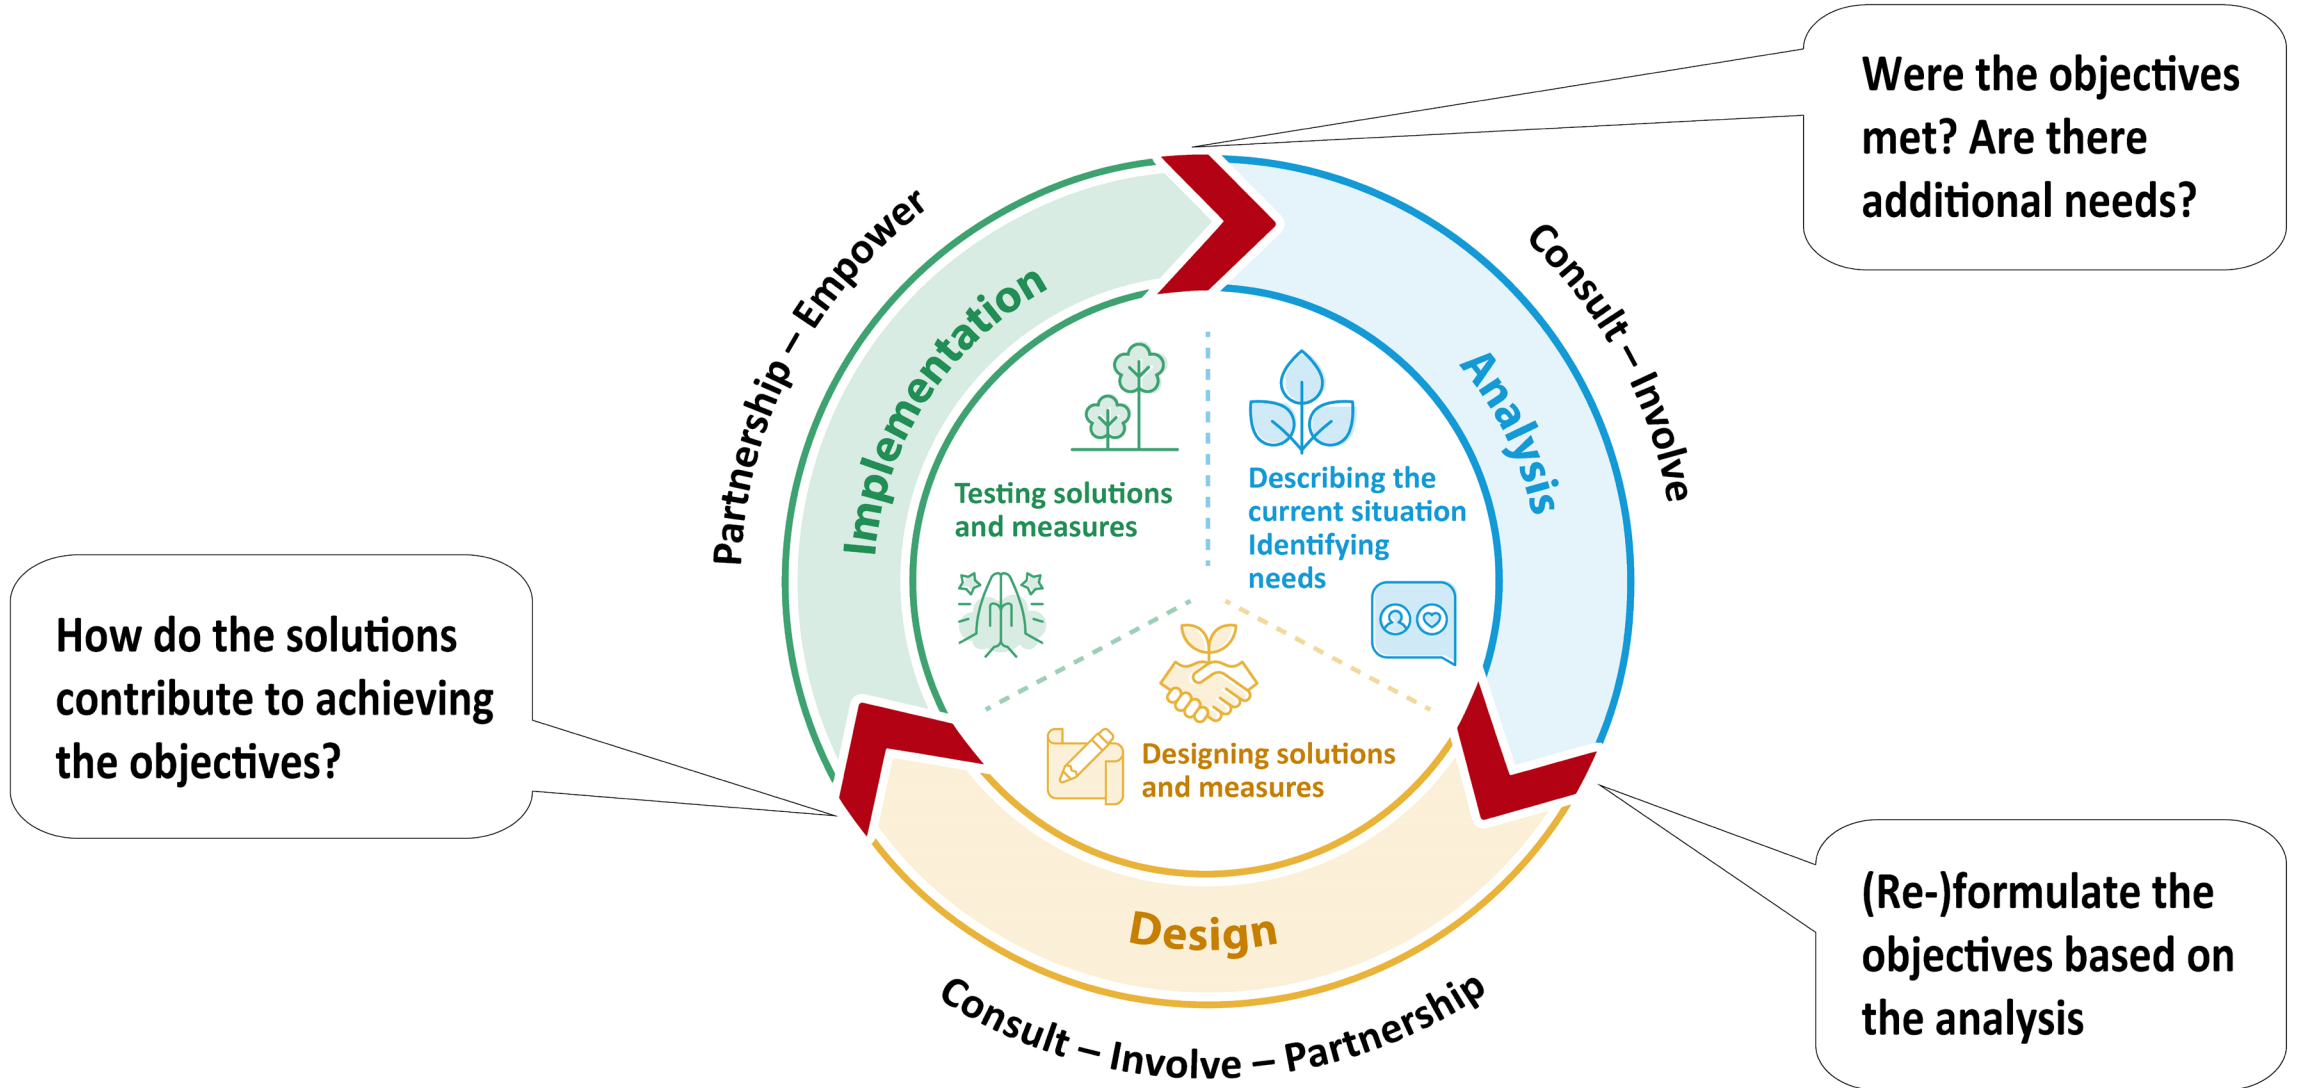 Were the objectives
met? Are there
additional needs?
Partnership – Empower
Implementation
Consult – Involve
Analysis
Testing solutions
and measures
Describing the
current situation
Identifying
needs
How do the solutions
contribute to achieving
the objectives?
Designing solutions
and measures
Design
Consult – Involve – Partnership
(Re-)formulate the
objectives based on
the analysis